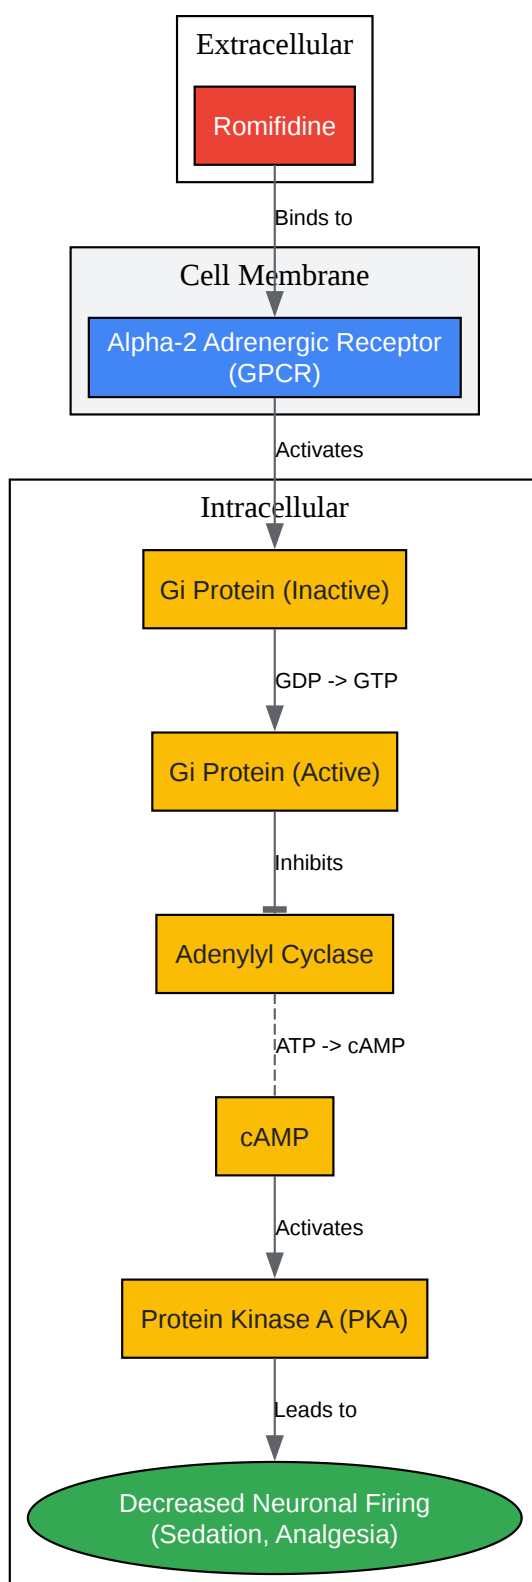 Extracellular
Romifidine
Binds to
Cell Membrane
Alpha-2 Adrenergic Receptor
(GPCR)
Activates
Intracellular
Gi Protein (Inactive)
GDP -> GTP
Gi Protein (Active)
Inhibits
Adenylyl Cyclase
ATP -> cAMP
cAMP
Activates
Protein Kinase A (PKA)
Leads to
Decreased Neuronal Firing
(Sedation, Analgesia)